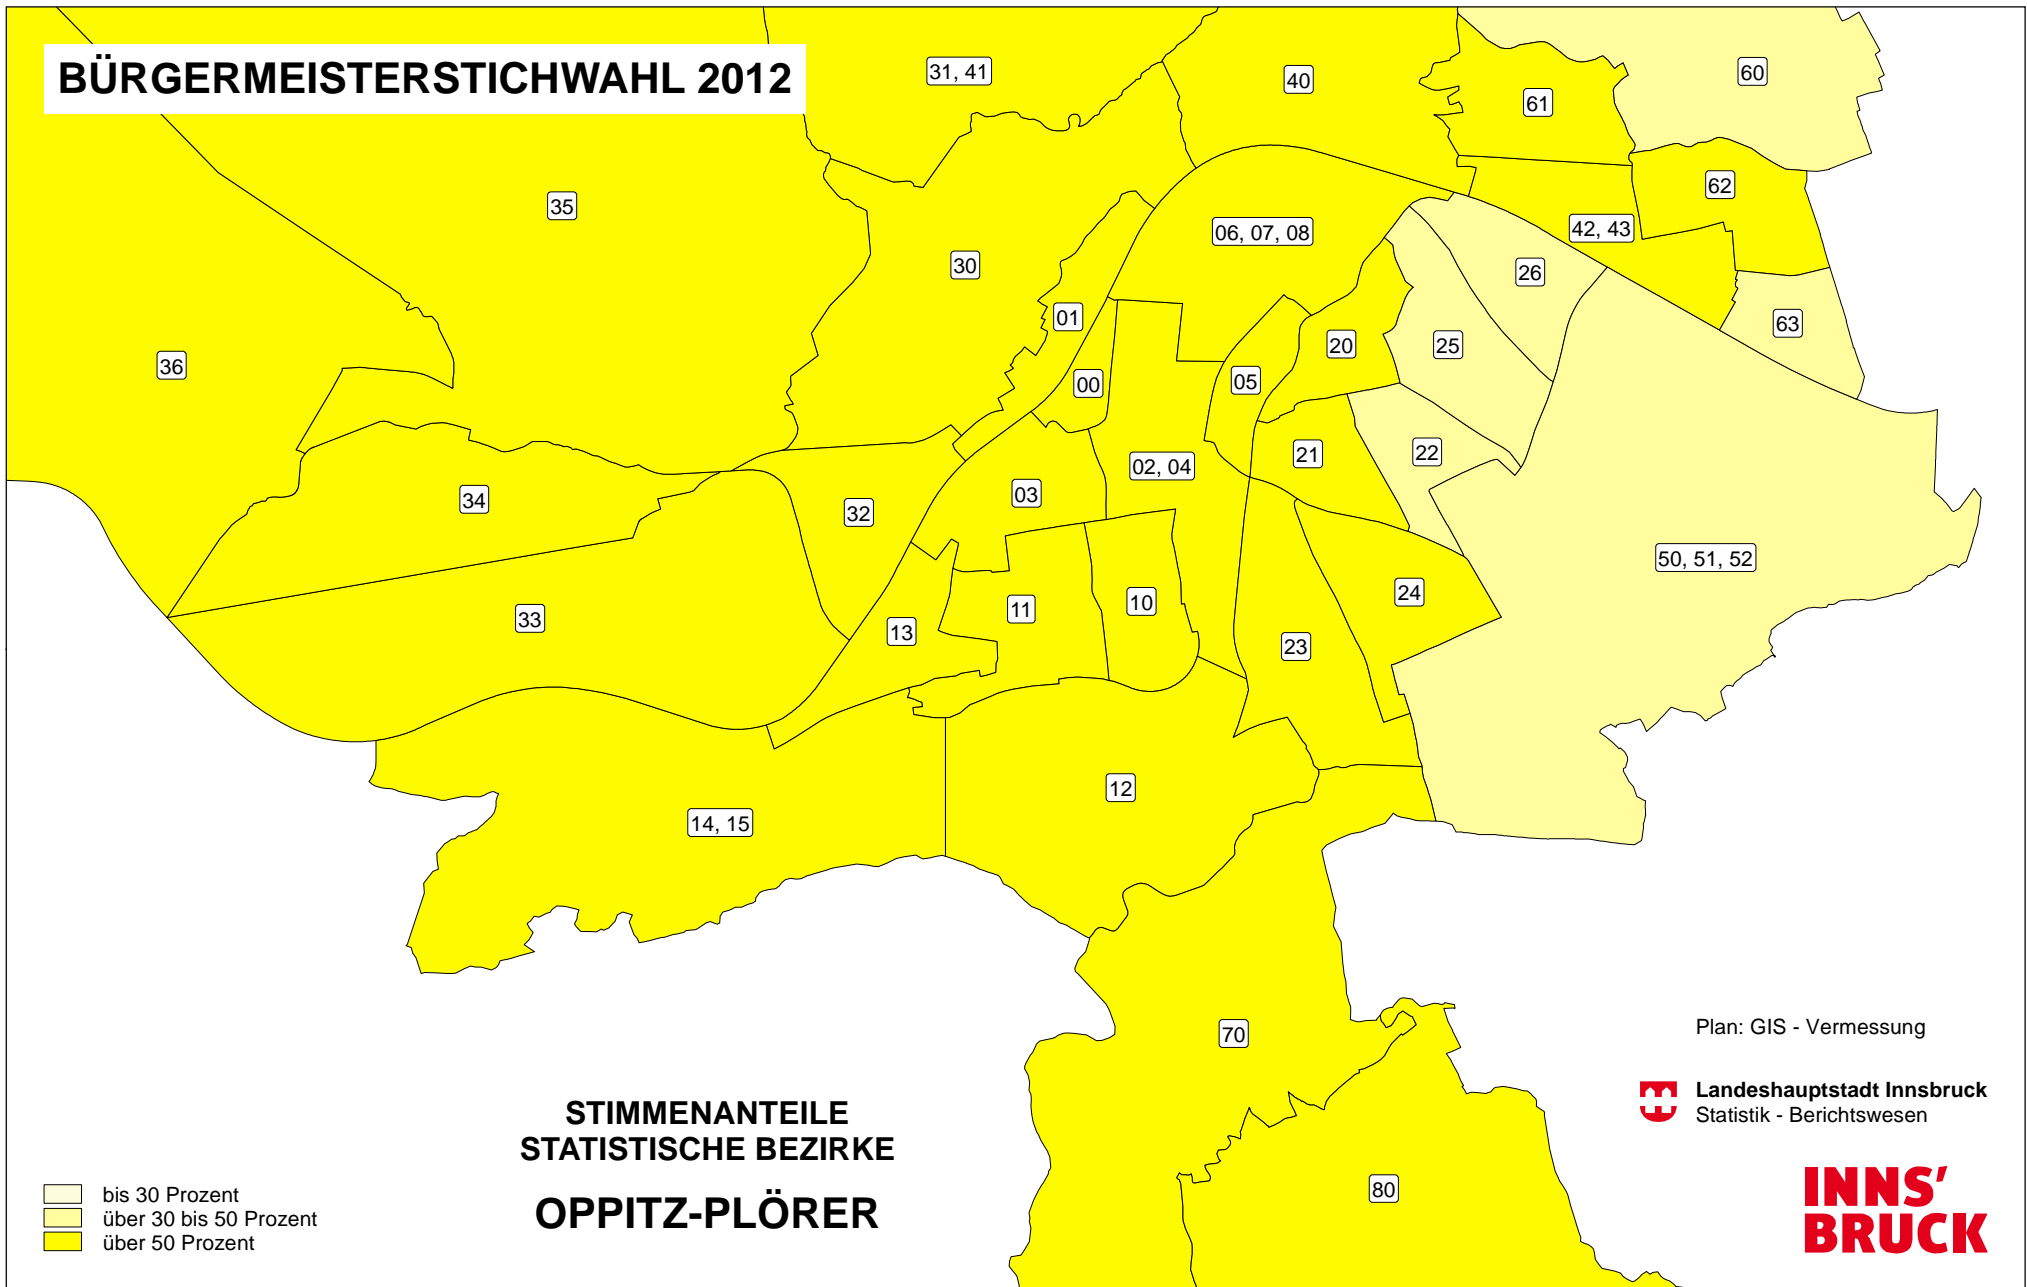 BÜRGERMEISTERSTICHWAHL 2012
31, 41
40
60
61
62
35
06, 07, 08
42, 43
30
26
01
63
20
25
36
05
00
22
21
02, 04
03
34
32
50, 51, 52
24
10
11
33
13
23
12
14, 15
70
80
Plan: GIS - Vermessung
Landeshauptstadt Innsbruck
Statistik - Berichtswesen
STIMMENANTEILE
STATISTISCHE BEZIRKE
OPPITZ-PLÖRER
bis 30 Prozent
über 30 bis 50 Prozent
über 50 Prozent
INNS'
BRUCK